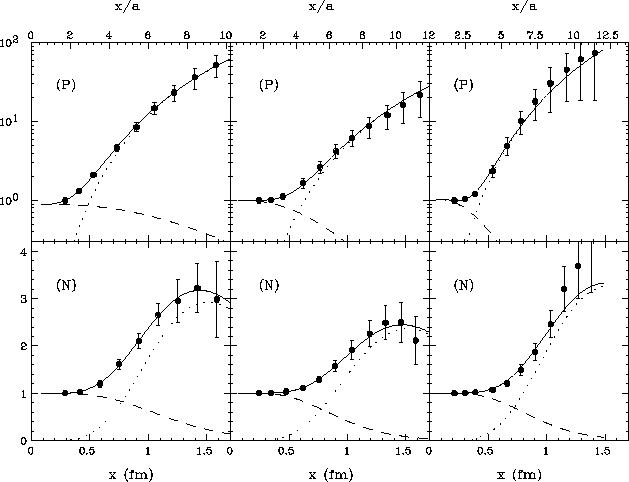 x/a x/a x/a
0 2 4 6 8 10 2 4 6 8 10 12 2.5 5 7.5 10 12.5
10² (P) (P) (P)
10¹
10⁰
4 (N) (N) (N)
3
2
1
0
0 0.5 1 1.5 0 0.5 1 1.5 0 0.5 1 1.5
x (fm) x (fm) x (fm)